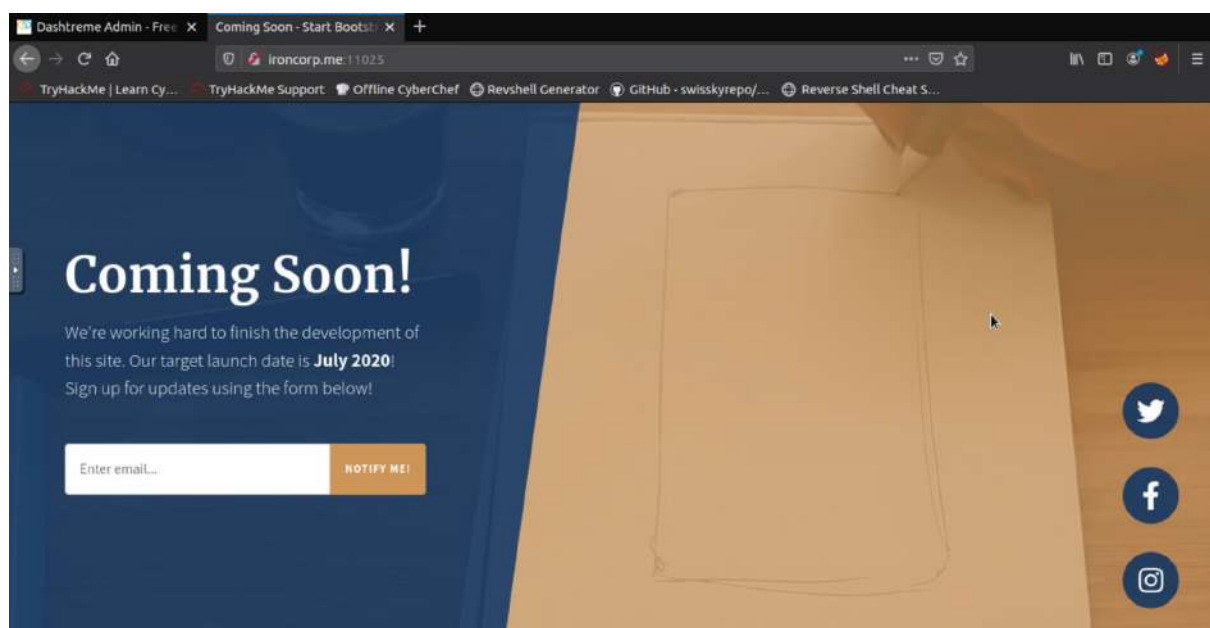 Dashtreme Admin - Free
Coming Soon - Start Bootst
ironcorp.me:11025
TryHackMe | Learn Cy...
TryHackMe Support
Offline CyberChef
Revshell Generator
GitHub - swisskyrepo/...
Reverse Shell Cheat S...
Coming Soon!
We're working hard to finish the development of
this site. Our target launch date is July 2020!
Sign up for updates using the form below!
Enter email...
NOTIFY ME!